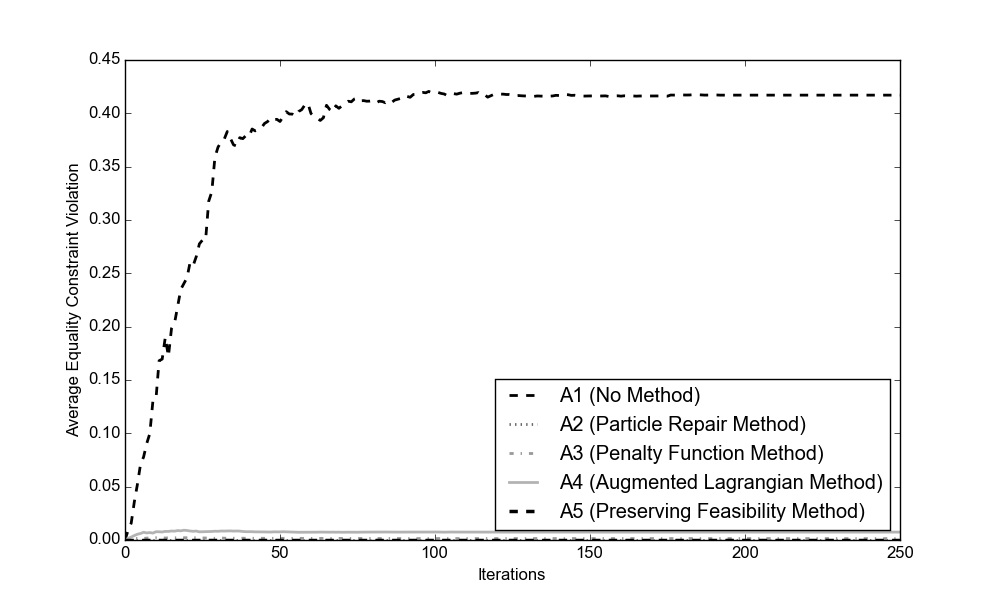 0.45
0.40
0.35
0.30
0.25
0.20
0.15
0.10
0.05
0.00
Average Equality Constraint Violation
A1 (No Method)
A2 (Particle Repair Method)
A3 (Penalty Function Method)
A4 (Augmented Lagrangian Method)
A5 (Preserving Feasibility Method)
0 50 100 150 200 250
Iterations